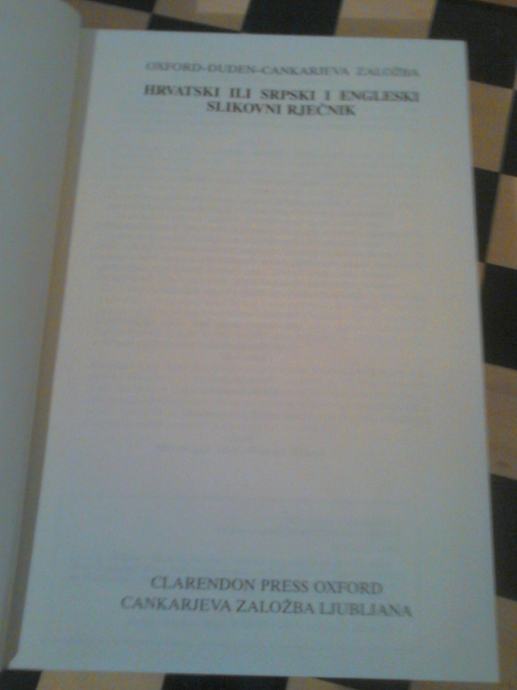 OXFORD-DUDEN-CANKARJEVA ZALOŽBA
HRVATSKI ILI SRPSKI I ENGLESKI
SLIKOVNI RJEČNIK
CLARENDON PRESS OXFORD
CANKARJEVA ZALOŽBA LJUBLJANA